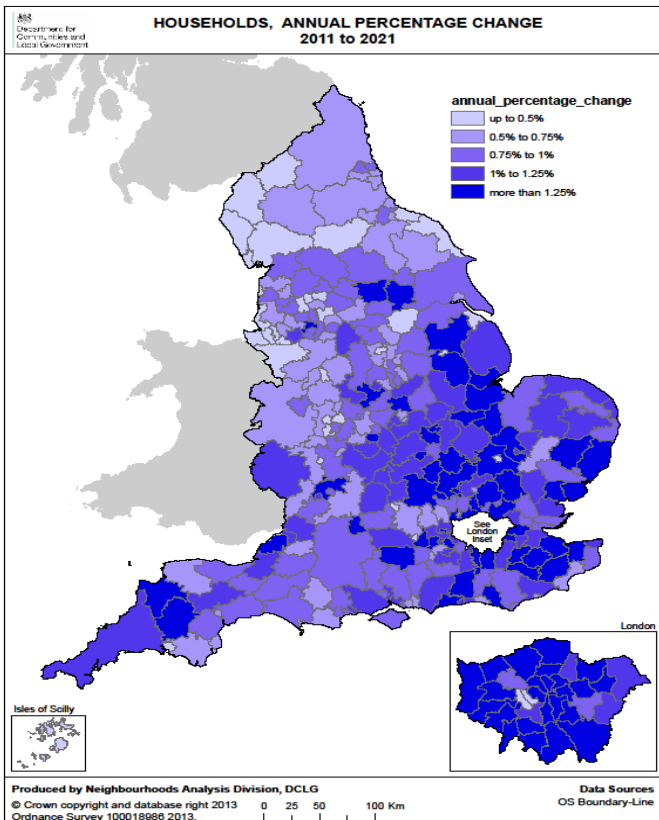 Department for
Communities and
Local Government
HOUSEHOLDS, ANNUAL PERCENTAGE CHANGE
2011 to 2021
annual_percentage_change
up to 0.5%
0.5% to 0.75%
0.75% to 1%
1% to 1.25%
more than 1.25%
See
London
Inset
London
Isles of Scilly
Produced by Neighbourhoods Analysis Division, DCLG
© Crown copyright and database right 2013
Ordnance Survey 100018986 2013.
0 25 50 100 Km
Data Sources
OS Boundary-Line